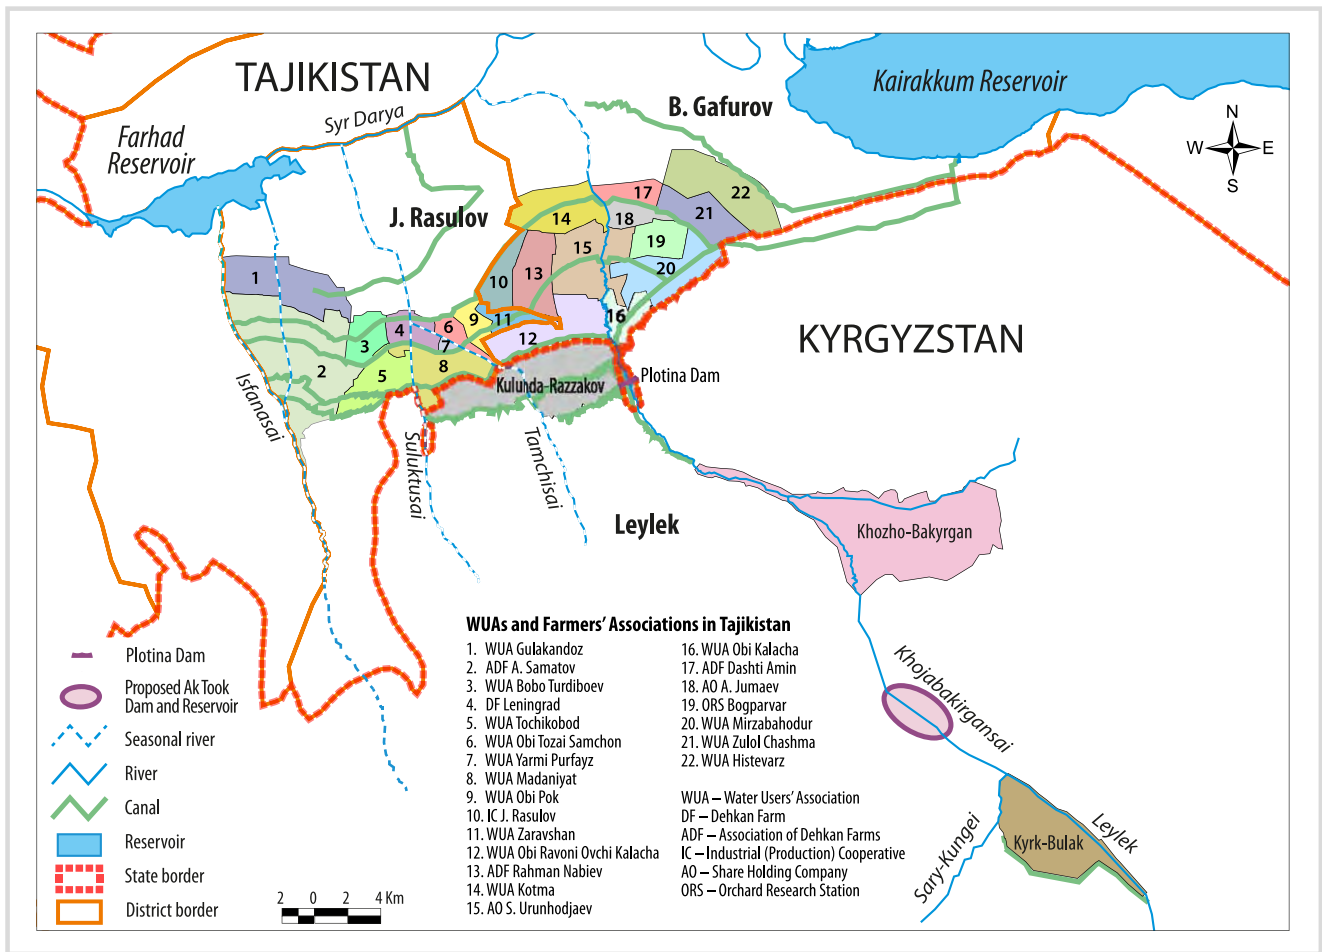 TAJIKISTAN
Kairakkum Reservoir
B. Gafurov
Syr Darya
Farhad
Reservoir
N
W E
S
J. Rasulov
22
17
21
14
18
19
15
20
1
10
13
16
9
11
4
6
7
12
3
2
5
8
KYRGYZSTAN
Kulunda-Razzakov
Plotina Dam
Isfanasai
Suluktusai
Tamchisai
Leylek
Khozho-Bakyrgan
Khojabakirgansai
Sary-Kungei
Kyrk-Bulak
Leylek
Plotina Dam
Proposed Ak Took
Dam and Reservoir
Seasonal river
River
Canal
Reservoir
State border
District border
2 0 2 4 Km
WUAs and Farmers' Associations in Tajikistan
1. WUA Gulakandoz
2. ADF A. Samatov
3. WUA Bobo Turdiboev
4. DF Leningrad
5. WUA Tochikobod
6. WUA Obi Tozai Samchon
7. WUA Yarmi Purfayz
8. WUA Madaniyat
9. WUA Obi Pok
10. IC J. Rasulov
11. WUA Zaravshan
12. WUA Obi Ravoni Ovchi Kalacha
13. ADF Rahman Nabiev
14. WUA Kotma
15. AO S. Urunhodjaev
16. WUA Obi Kalacha
17. ADF Dashti Amin
18. AO A. Jumaev
19. ORS Bogparvar
20. WUA Mirzabahodur
21. WUA Zulol Chashma
22. WUA Histevarz
WUA – Water Users' Association
DF – Dehkan Farm
ADF – Association of Dehkan Farms
IC – Industrial (Production) Cooperative
AO – Share Holding Company
ORS – Orchard Research Station